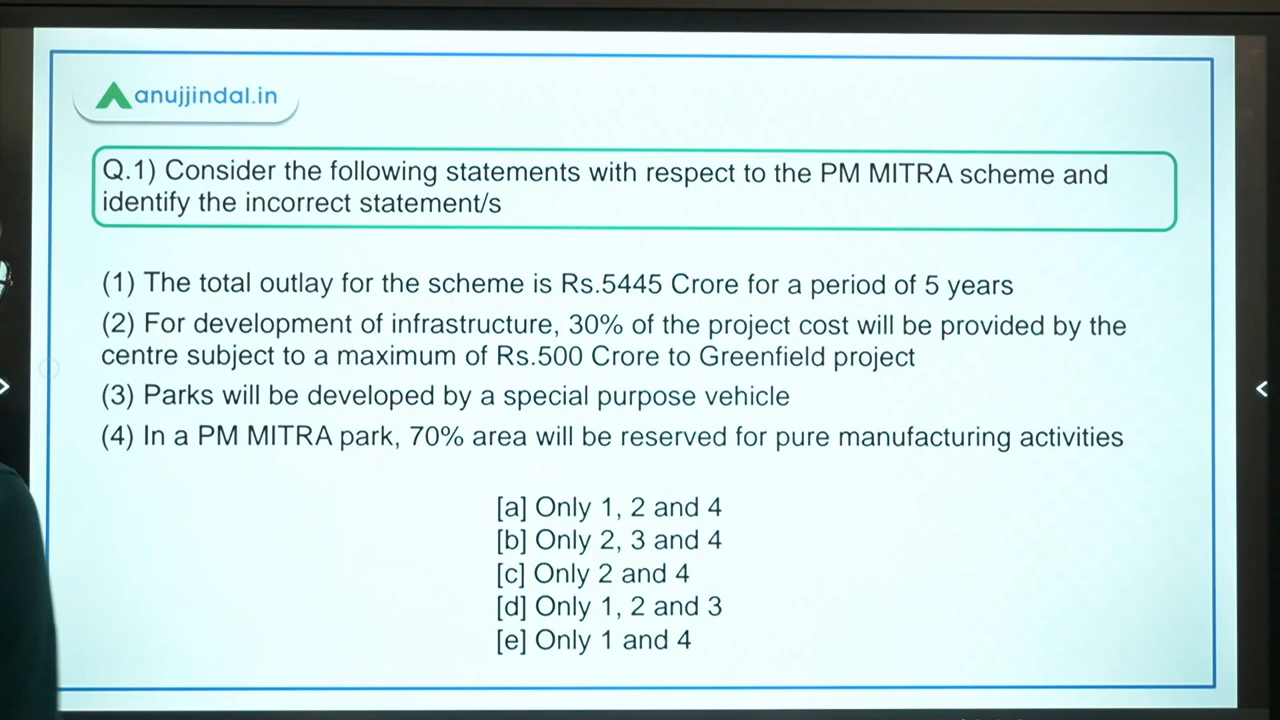 anujjindal.in
Q.1) Consider the following statements with respect to the PM MITRA scheme and
identify the incorrect statement/s
(1) The total outlay for the scheme is Rs.5445 Crore for a period of 5 years
(2) For development of infrastructure, 30% of the project cost will be provided by the
centre subject to a maximum of Rs.500 Crore to Greenfield project
(3) Parks will be developed by a special purpose vehicle
(4) In a PM MITRA park, 70% area will be reserved for pure manufacturing activities
[a] Only 1, 2 and 4
[b] Only 2, 3 and 4
[c] Only 2 and 4
[d] Only 1, 2 and 3
[e] Only 1 and 4